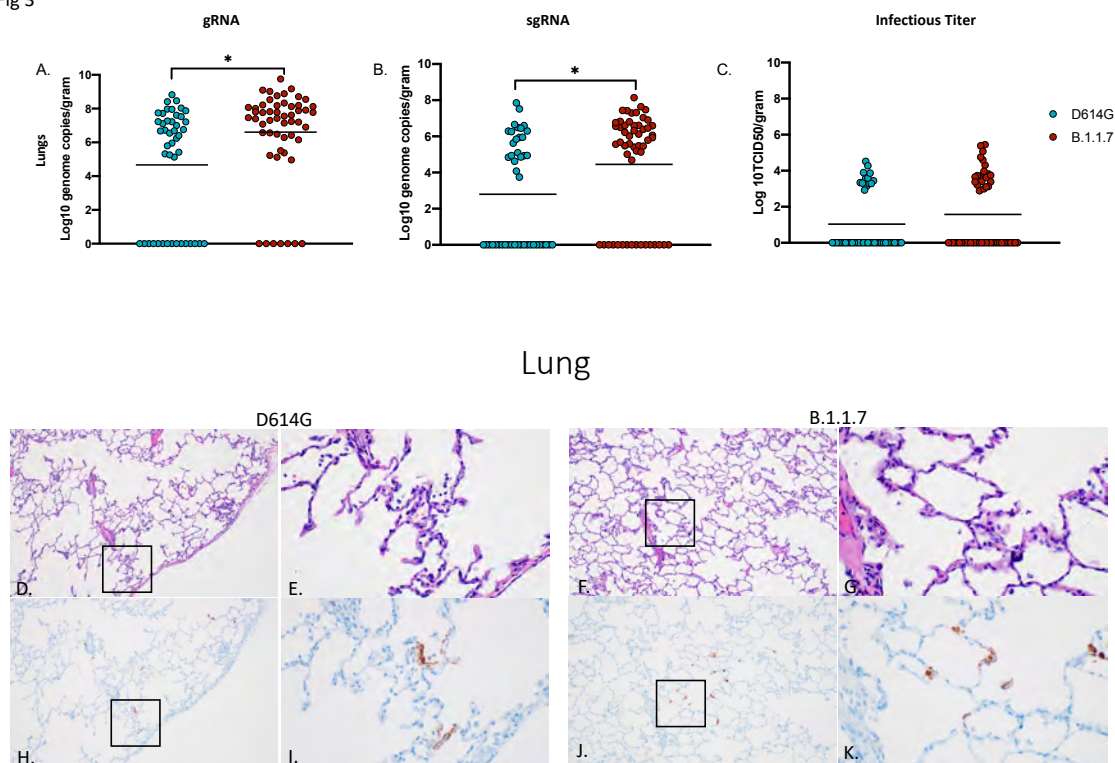 Fig 3
gRNA
sgRNA
Infectious Titer
A.
*
B.
*
C.
10
8
6
4
2
0
10
8
6
4
2
0
10
8
6
4
2
0
Lungs
Log10 genome copies/gram
Log10 genome copies/gram
Log 10TCID50/gram
D614G
B.1.1.7
Lung
D614G
B.1.1.7
D.
E.
F.
G.
H.
I.
J.
K.